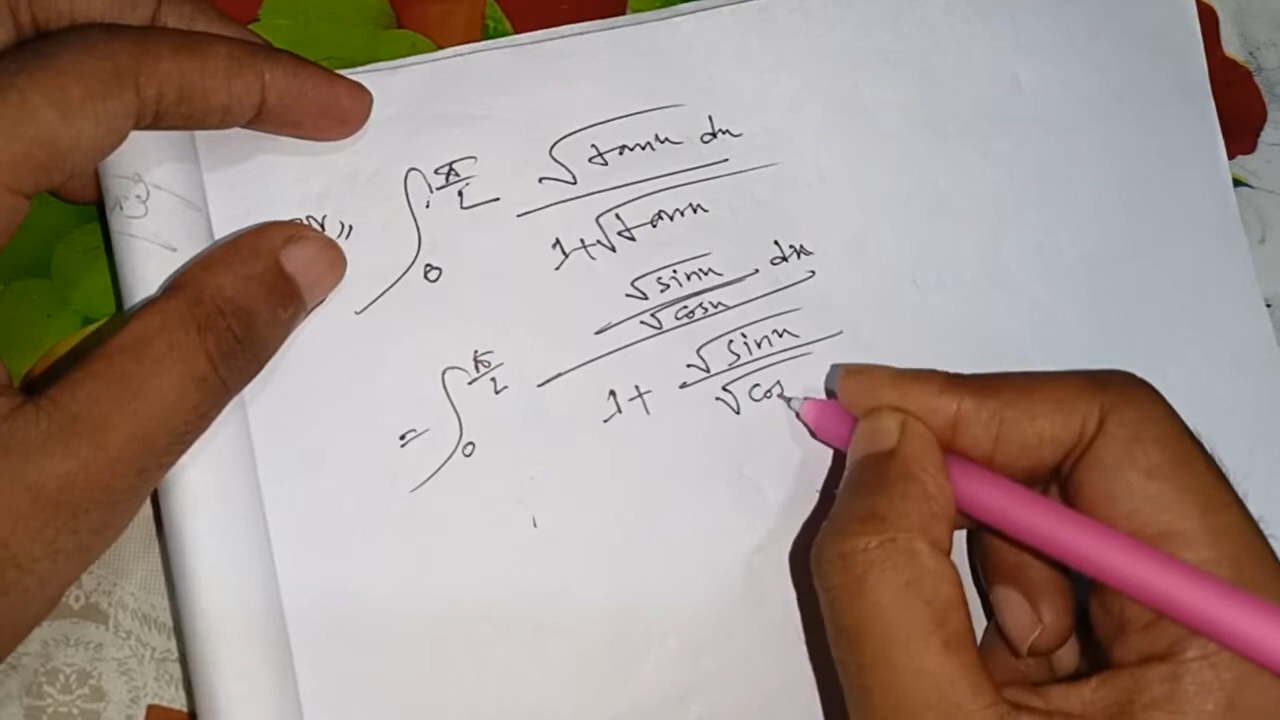 ∫₀^(π/2) √tanx dx / 1+√tanx
= ∫₀^(π/2) (√sinx / √cosx) dx / 1 + (√sinx / √cos